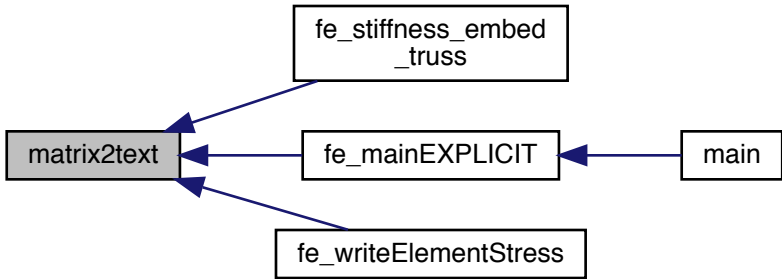 fe_stiffness_embed
_truss
matrix2text
fe_mainEXPLICIT
main
fe_writeElementStress